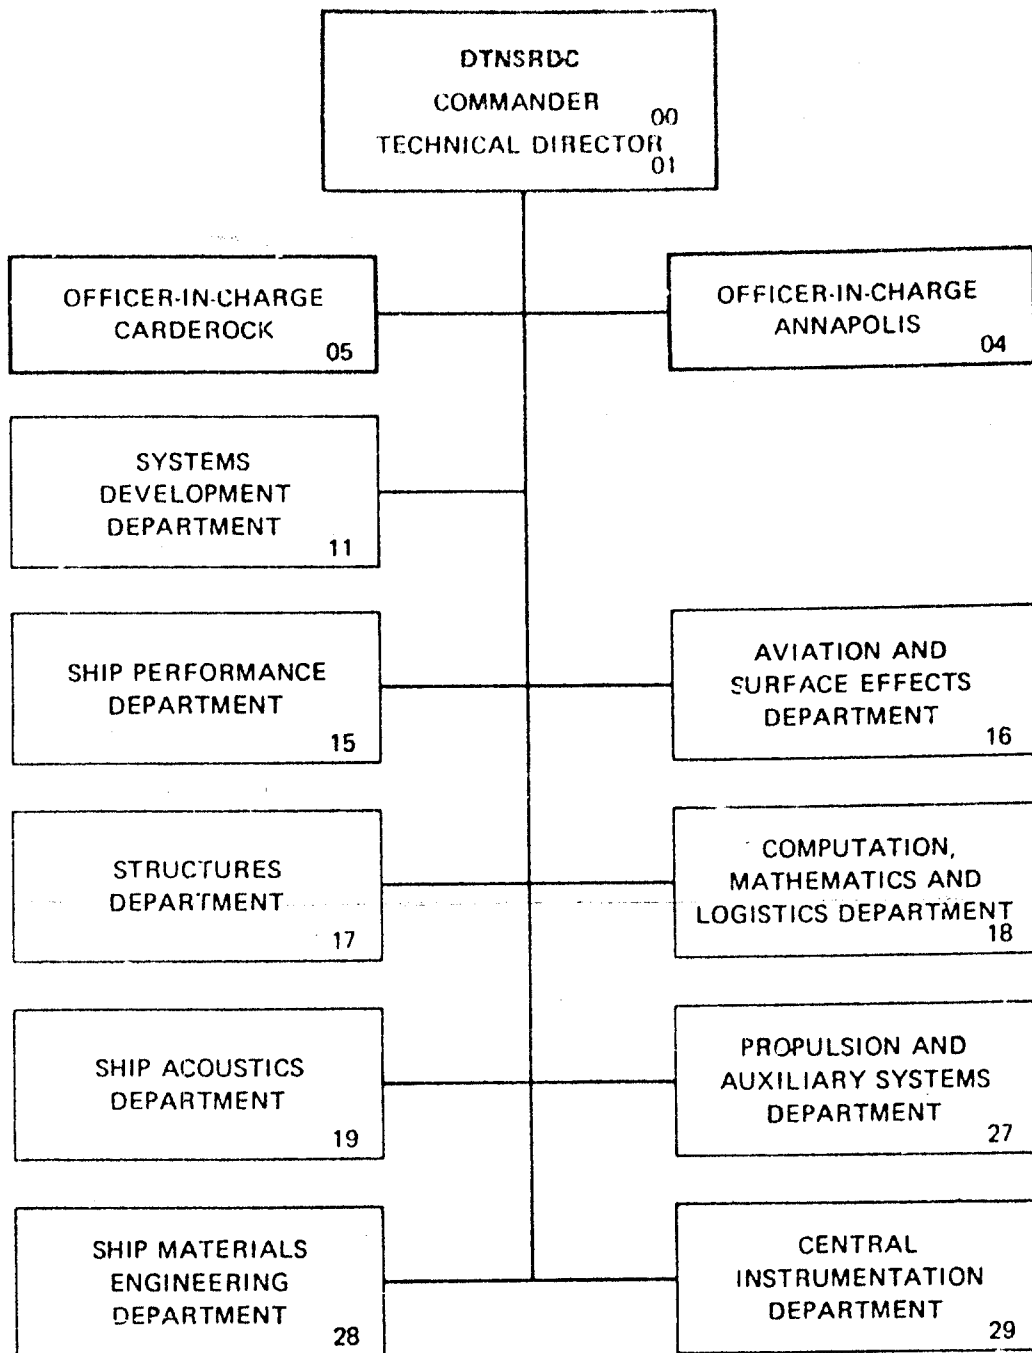 DTNSRDC
COMMANDER
00
TECHNICAL DIRECTOR
01
OFFICER-IN-CHARGE
CARDEROCK
05
OFFICER-IN-CHARGE
ANNAPOLIS
04
SYSTEMS
DEVELOPMENT
DEPARTMENT
11
SHIP PERFORMANCE
DEPARTMENT
15
AVIATION AND
SURFACE EFFECTS
DEPARTMENT
16
STRUCTURES
DEPARTMENT
17
COMPUTATION,
MATHEMATICS AND
LOGISTICS DEPARTMENT
18
SHIP ACOUSTICS
DEPARTMENT
19
PROPULSION AND
AUXILIARY SYSTEMS
DEPARTMENT
27
SHIP MATERIALS
ENGINEERING
DEPARTMENT
28
CENTRAL
INSTRUMENTATION
DEPARTMENT
29